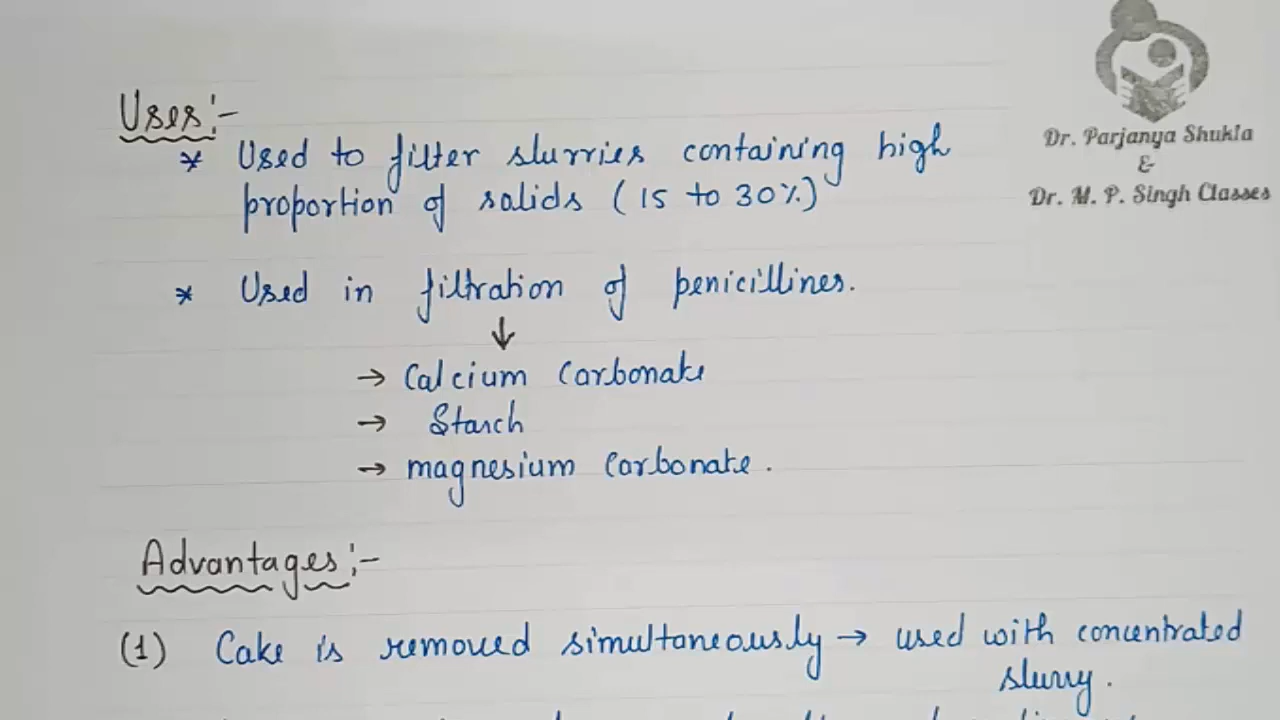 Dr. Parjanya Shukla
&
Dr. M. P. Singh Classes
Uses:-
* Used to filter slurries containing high
proportion of solids (15 to 30%)
* Used in filtration of penicillines.
↓
→ Calcium Carbonate
→ Starch
→ magnesium Carbonate.
Advantages:-
(1) Cake is removed simultaneously → used with concentrated
slurry.